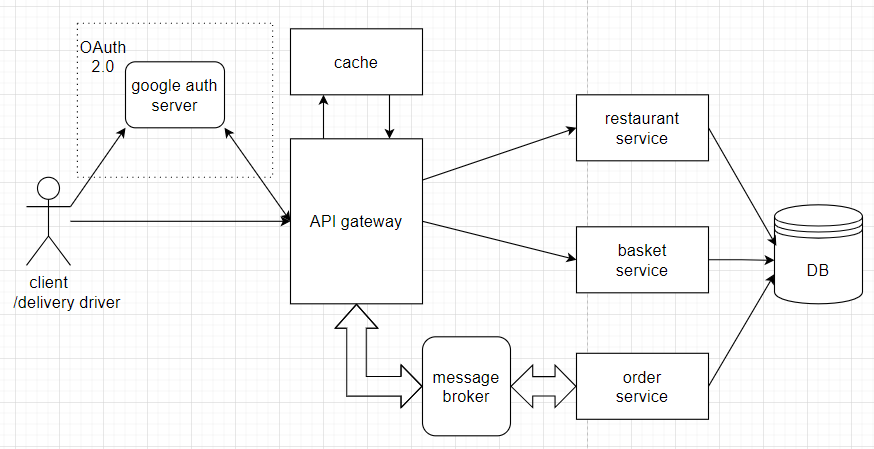 OAuth
2.0
google auth
server
cache
restaurant
service
API gateway
basket
service
DB
client
/delivery driver
message
broker
order
service